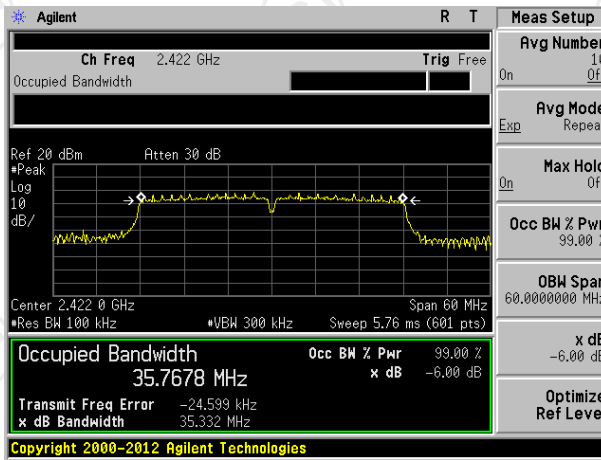 Agilent R T
Ch Freq 2.422 GHz Trig Free
Occupied Bandwidth
Ref 20 dBm Atten 30 dB
#Peak
Log
10
dB/
Center 2.422 0 GHz Span 60 MHz
#Res BW 100 kHz #VBW 300 kHz Sweep 5.76 ms (601 pts)
Occupied Bandwidth Occ BW % Pwr 99.00 %
35.7678 MHz x dB -6.00 dB
Transmit Freq Error -24.599 kHz
x dB Bandwidth 35.332 MHz
Copyright 2000-2012 Agilent Technologies
Meas Setup
Avg Number
On
Avg Mode
Exp
Max Hold
On
Occ BW % Pwr
99.00
OBW Span
60.0000000 MHz
x dB
-6.00 dB
Optimize
Ref Level